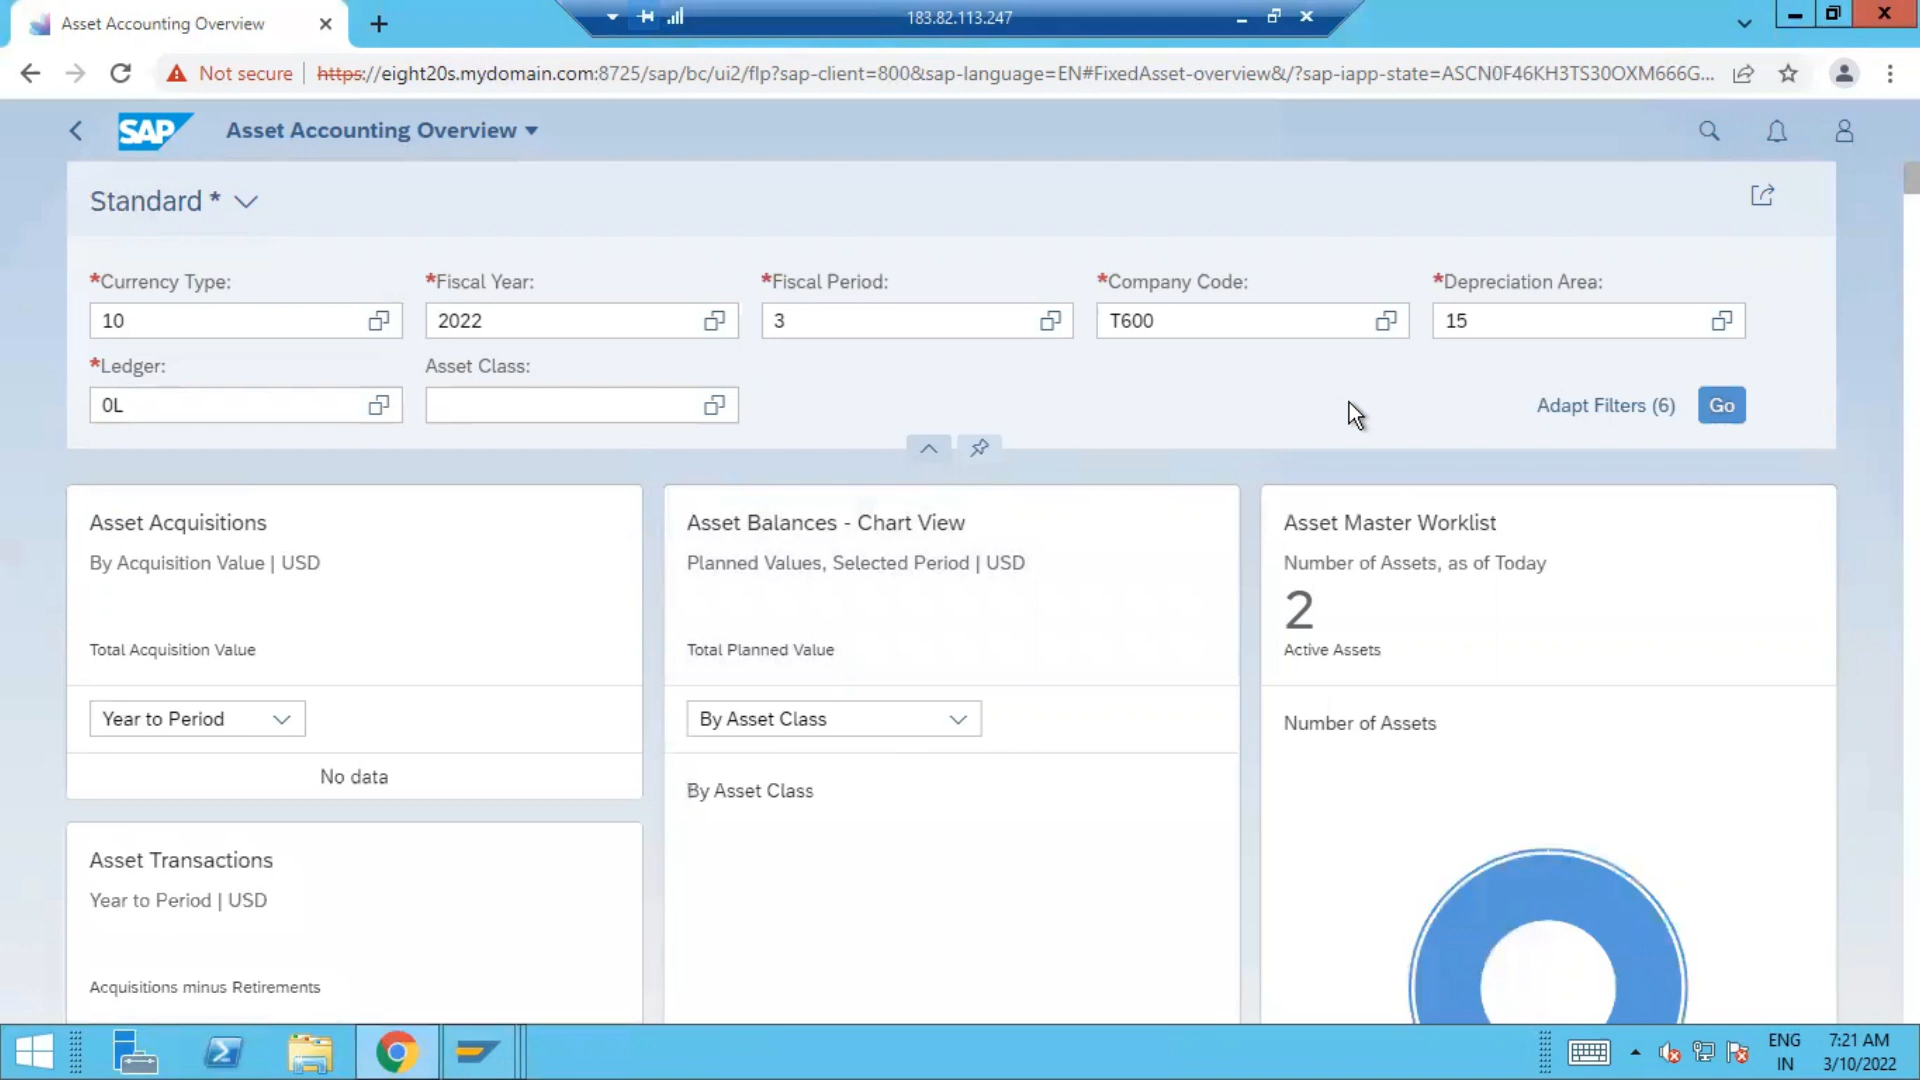 Asset Accounting Overview
183.82.113.247
Not secure | https://eight20s.mydomain.com:8725/sap/bc/ui2/flp?sap-client=800&sap-language=EN#FixedAsset-overview&/?sap-iapp-state=ASCN0F46KH3TS30OXM666G...
SAP Asset Accounting Overview
Standard *
*Currency Type: *Fiscal Year: *Fiscal Period: *Company Code: *Depreciation Area:
10 2022 3 T600 15
*Ledger: Asset Class:
0L Adapt Filters (6) Go
Asset Acquisitions
By Acquisition Value | USD
Total Acquisition Value
Year to Period
No data
Asset Transactions
Year to Period | USD
Acquisitions minus Retirements
Asset Balances - Chart View
Planned Values, Selected Period | USD
Total Planned Value
By Asset Class
By Asset Class
Asset Master Worklist
Number of Assets, as of Today
2
Active Assets
Number of Assets
ENG 7:21 AM
IN 3/10/2022